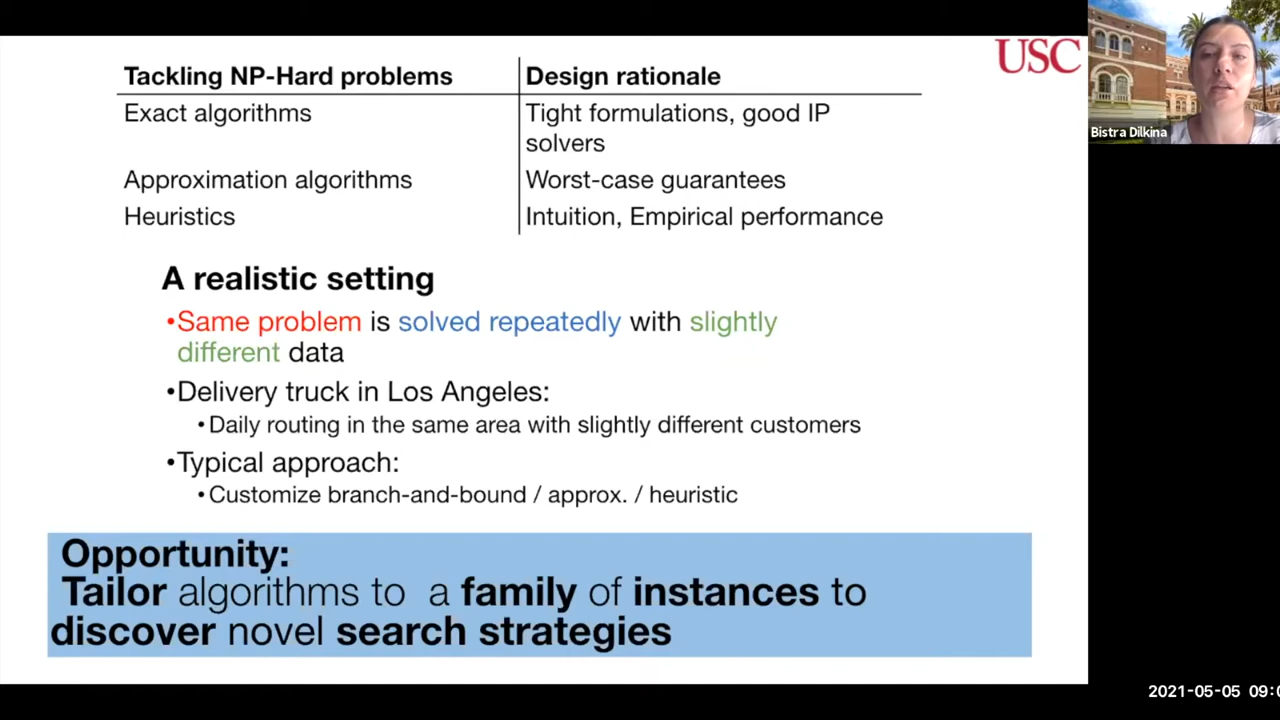 Tackling NP-Hard problems Design rationale
Exact algorithms Tight formulations, good IP
solvers
Approximation algorithms Worst-case guarantees
Heuristics Intuition, Empirical performance
USC
Bistra Dilkina
A realistic setting
•Same problem is solved repeatedly with slightly
different data
•Delivery truck in Los Angeles:
•Daily routing in the same area with slightly different customers
•Typical approach:
•Customize branch-and-bound / approx. / heuristic
Opportunity:
Tailor algorithms to a family of instances to
discover novel search strategies
2021-05-05 09:0